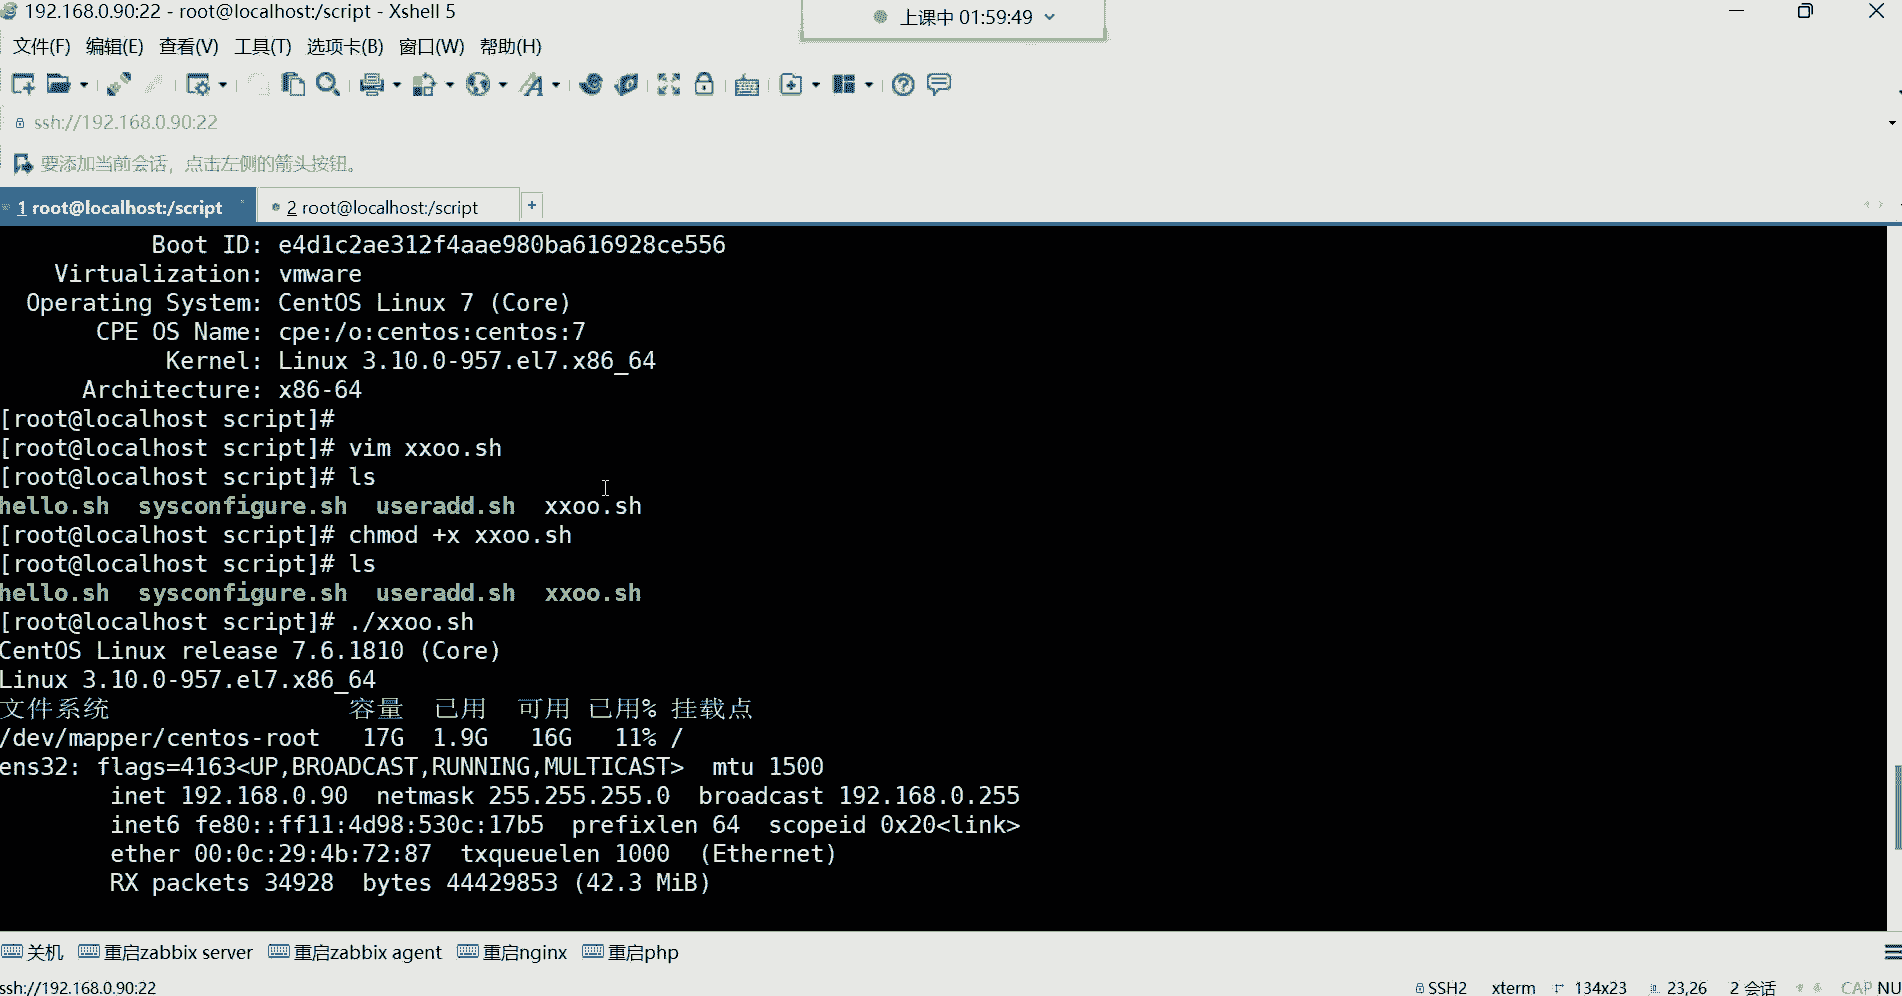 192.168.0.90:22 - root@localhost:/script - Xshell 5
上课中 01:59:49
文件(F) 编辑(E) 查看(V) 工具(T) 选项卡(B) 窗口(W) 帮助(H)
ssh://192.168.0.90:22
要添加当前会话，点击左侧的箭头按钮。
1 root@localhost:/script 2 root@localhost:/script +
Boot ID: e4d1c2ae312f4aae980ba616928ce556
Virtualization: vmware
Operating System: CentOS Linux 7 (Core)
CPE OS Name: cpe:/o:centos:centos:7
Kernel: Linux 3.10.0-957.el7.x86_64
Architecture: x86-64
[root@localhost script]#
[root@localhost script]# vim xxoo.sh
[root@localhost script]# ls
hello.sh sysconfigure.sh useradd.sh xxoo.sh
[root@localhost script]# chmod +x xxoo.sh
[root@localhost script]# ls
hello.sh sysconfigure.sh useradd.sh xxoo.sh
[root@localhost script]# ./xxoo.sh
CentOS Linux release 7.6.1810 (Core)
Linux 3.10.0-957.el7.x86_64
文件系统 容量 已用 可用 已用% 挂载点
/dev/mapper/centos-root 17G 1.9G 16G 11% /
ens32: flags=4163<UP,BROADCAST,RUNNING,MULTICAST> mtu 1500
inet 192.168.0.90 netmask 255.255.255.0 broadcast 192.168.0.255
inet6 fe80::ff11:4d98:530c:17b5 prefixlen 64 scopeid 0x20<link>
ether 00:0c:29:4b:72:87 txqueuelen 1000 (Ethernet)
RX packets 34928 bytes 44429853 (42.3 MiB)
关机 重启zabbix server 重启zabbix agent 重启nginx 重启php
ssh://192.168.0.90:22 SSH2 xterm 134x23 23,26 2 会话 CAP NU